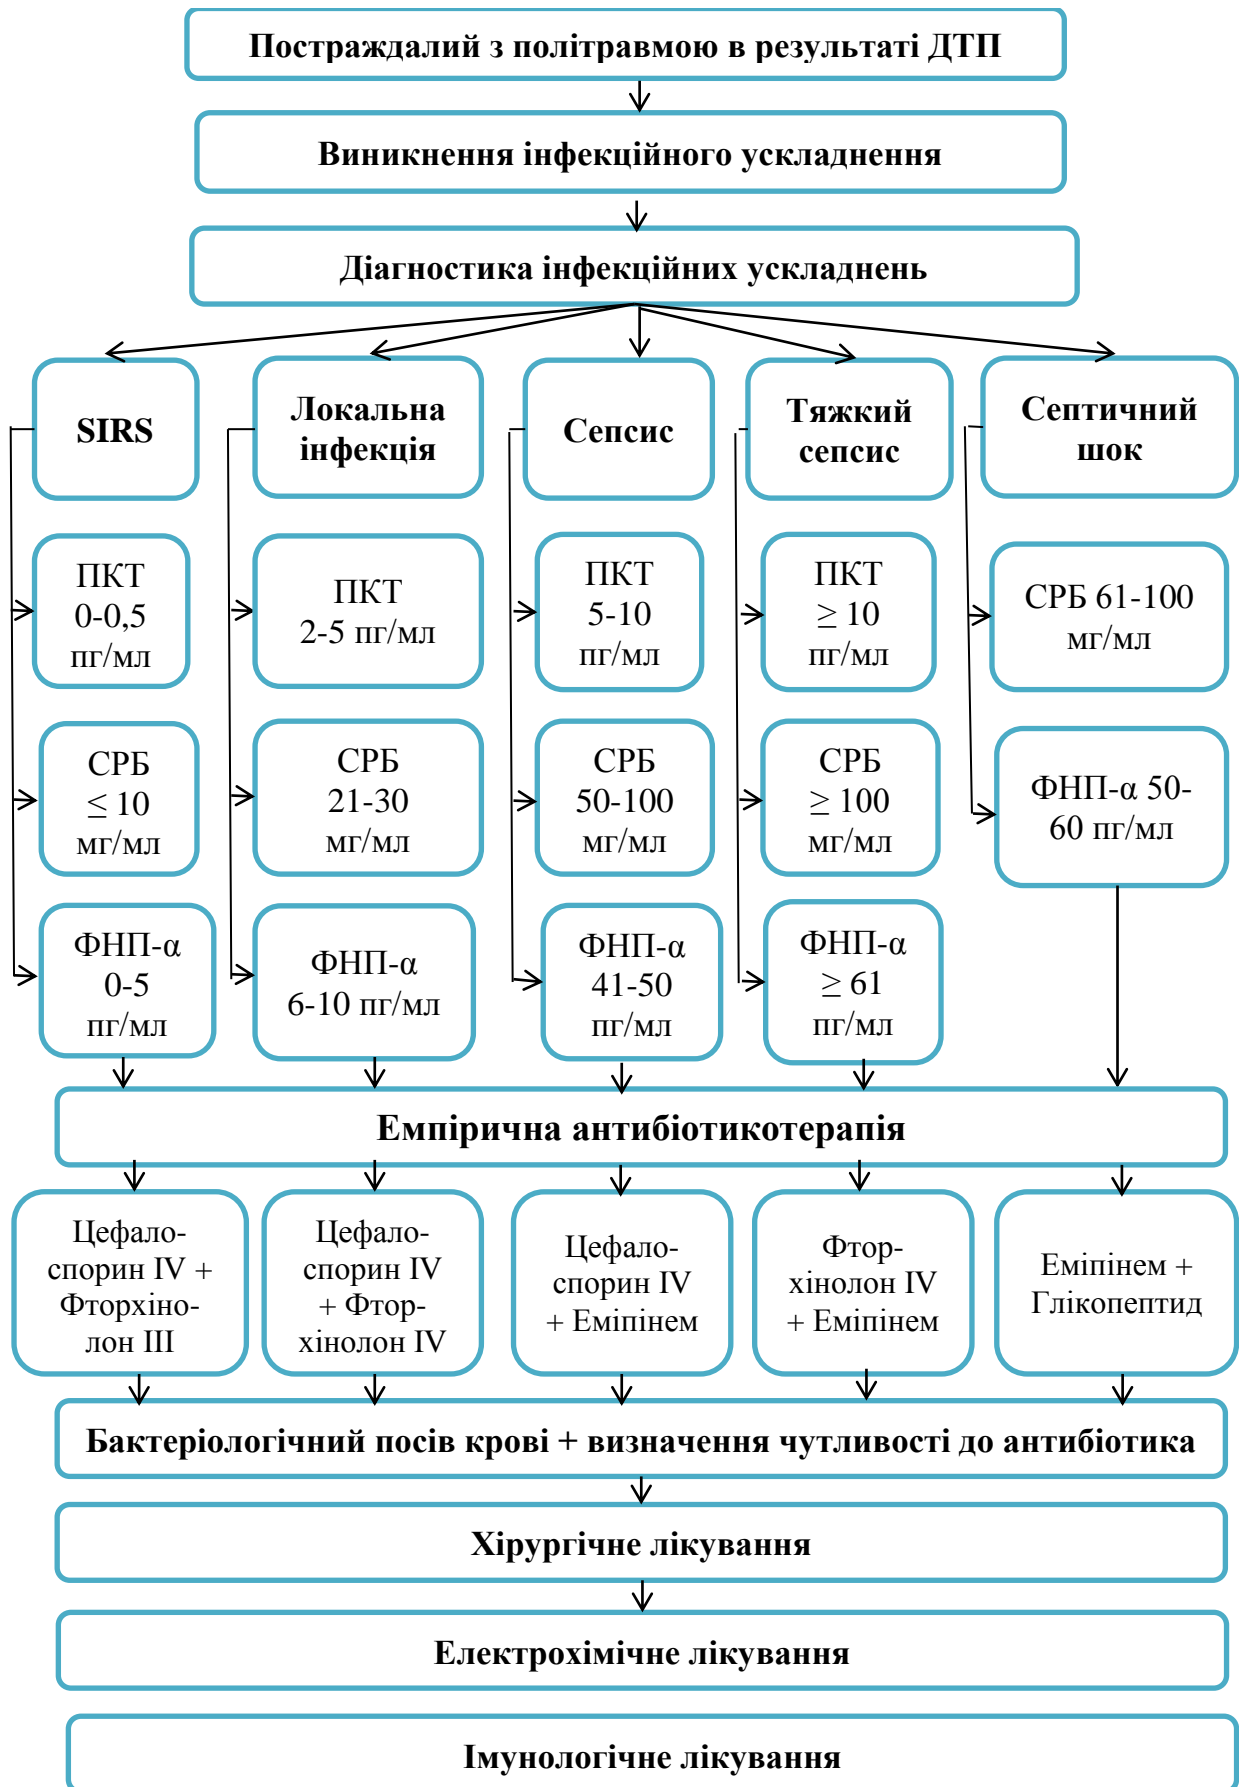 Постраждалий з політравмою в результаті ДТП
Виникнення інфекційного ускладнення
Діагностика інфекційних ускладнень
SIRS
Локальна
інфекція
Сепсис
Тяжкий
сепсис
Септичний
шок
ПКТ
0-0,5
пг/мл
ПКТ
2-5 пг/мл
ПКТ
5-10
пг/мл
ПКТ
≥ 10
пг/мл
СРБ 61-100
мг/мл
СРБ
≤ 10
мг/мл
СРБ
21-30
мг/мл
СРБ
50-100
мг/мл
СРБ
≥ 100
мг/мл
ФНП-α 50-
60 пг/мл
ФНП-α
0-5
пг/мл
ФНП-α
6-10 пг/мл
ФНП-α
41-50
пг/мл
ФНП-α
≥ 61
пг/мл
Емпірична антибіотикотерапія
Цефало-
спорин IV +
Фторхіно-
лон III
Цефало-
спорин IV
+ Фтор-
хінолон IV
Цефало-
спорин IV
+ Еміпінем
Фтор-
хінолон IV
+ Еміпінем
Еміпінем +
Глікопептид
Бактеріологічний посів крові + визначення чутливості до антибіотика
Хірургічне лікування
Електрохімічне лікування
Імунологічне лікування